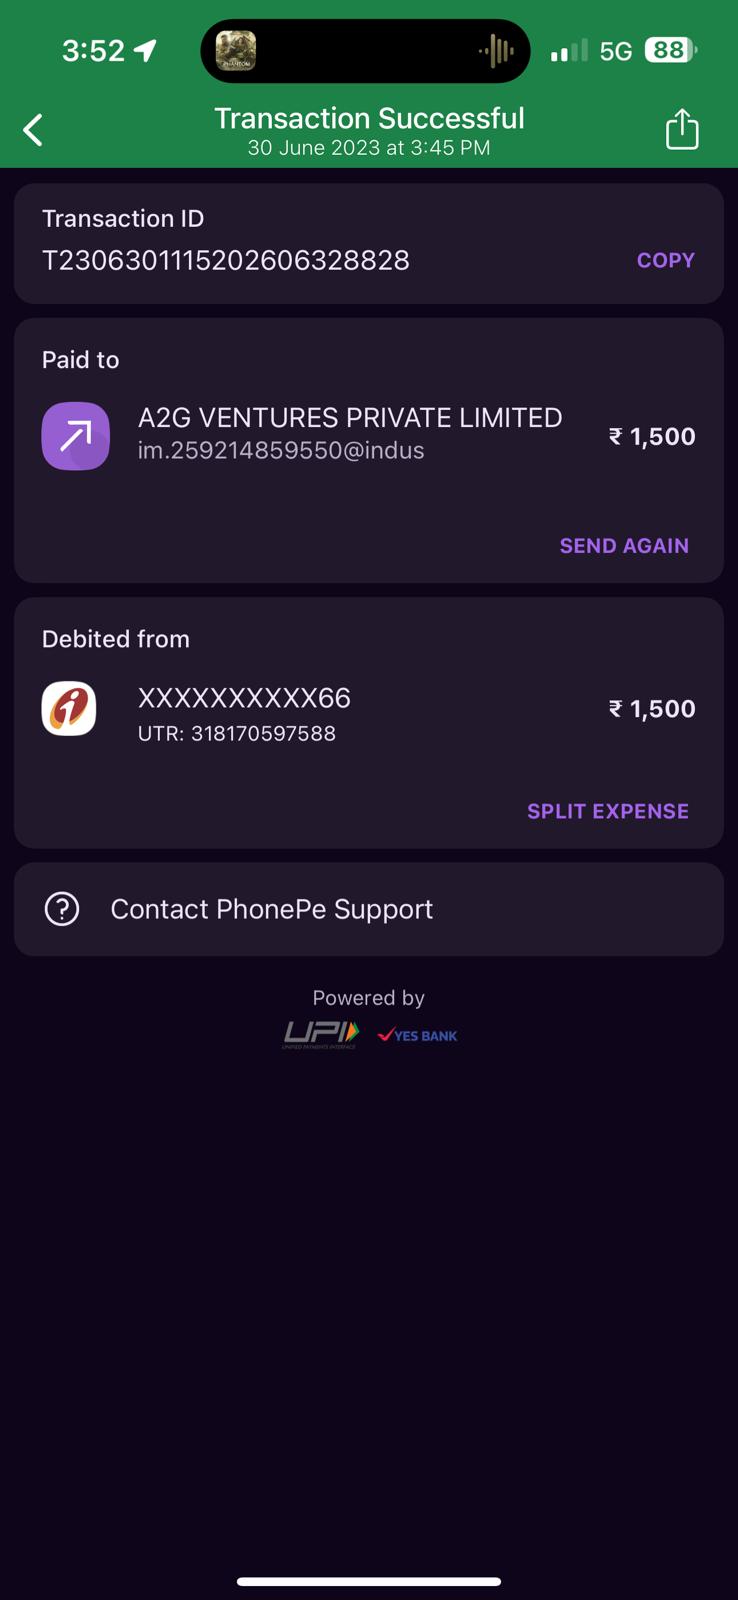 3:52
PHANTOM
5G
88
Transaction Successful
30 June 2023 at 3:45 PM
Transaction ID
T2306301115202606328828
COPY
Paid to
A2G VENTURES PRIVATE LIMITED
im.259214859550@indus
₹ 1,500
SEND AGAIN
Debited from
XXXXXXXXXX66
UTR: 318170597588
₹ 1,500
SPLIT EXPENSE
Contact PhonePe Support
Powered by
UPI
UNIFIED PAYMENTS INTERFACE
YES BANK